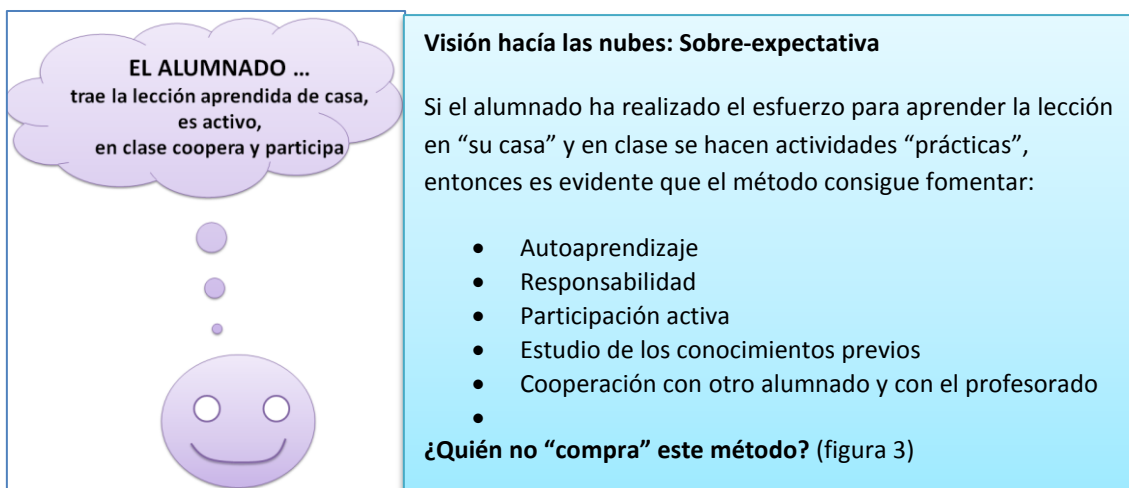 EL ALUMNADO ...
trae la lección aprendida de casa,
es activo,
en clase coopera y participa
Visión hacía las nubes: Sobre-expectativa
Si el alumnado ha realizado el esfuerzo para aprender la lección
en “su casa” y en clase se hacen actividades “prácticas”,
entonces es evidente que el método consigue fomentar:
• Autoaprendizaje
• Responsabilidad
• Participación activa
• Estudio de los conocimientos previos
• Cooperación con otro alumnado y con el profesorado
•
¿Quién no “compra” este método? (figura 3)